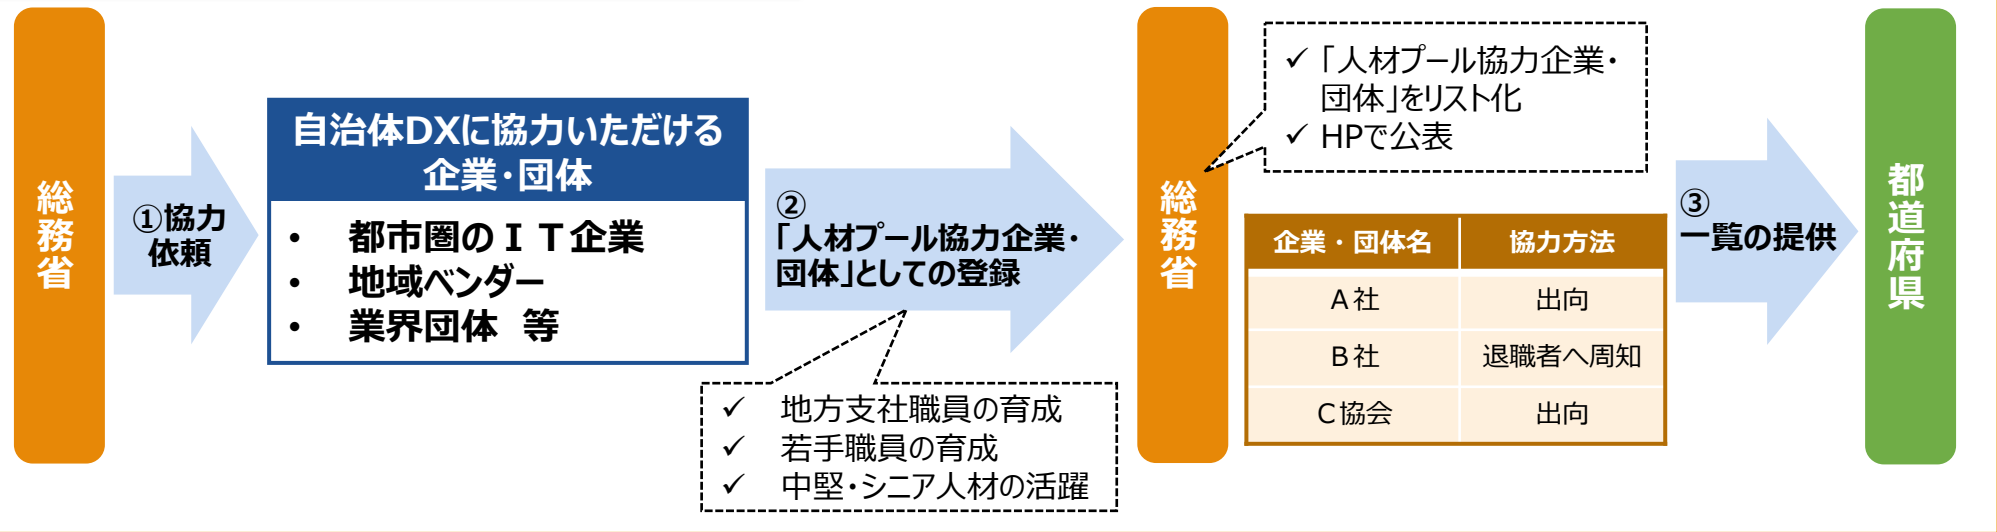 総務省
①協力
依頼
自治体DXに協力いただける
企業・団体
• 都市圏のＩＴ企業
• 地域ベンダー
• 業界団体 等
②
「人材プール協力企業・
団体」としての登録
✓ 地方支社職員の育成
✓ 若手職員の育成
✓ 中堅・シニア人材の活躍
総務省
✓ 「人材プール協力企業・
団体」をリスト化
✓ HPで公表
企業・団体名 協力方法
Ａ社 出向
Ｂ社 退職者へ周知
Ｃ協会 出向
③
一覧の提供
都道府県